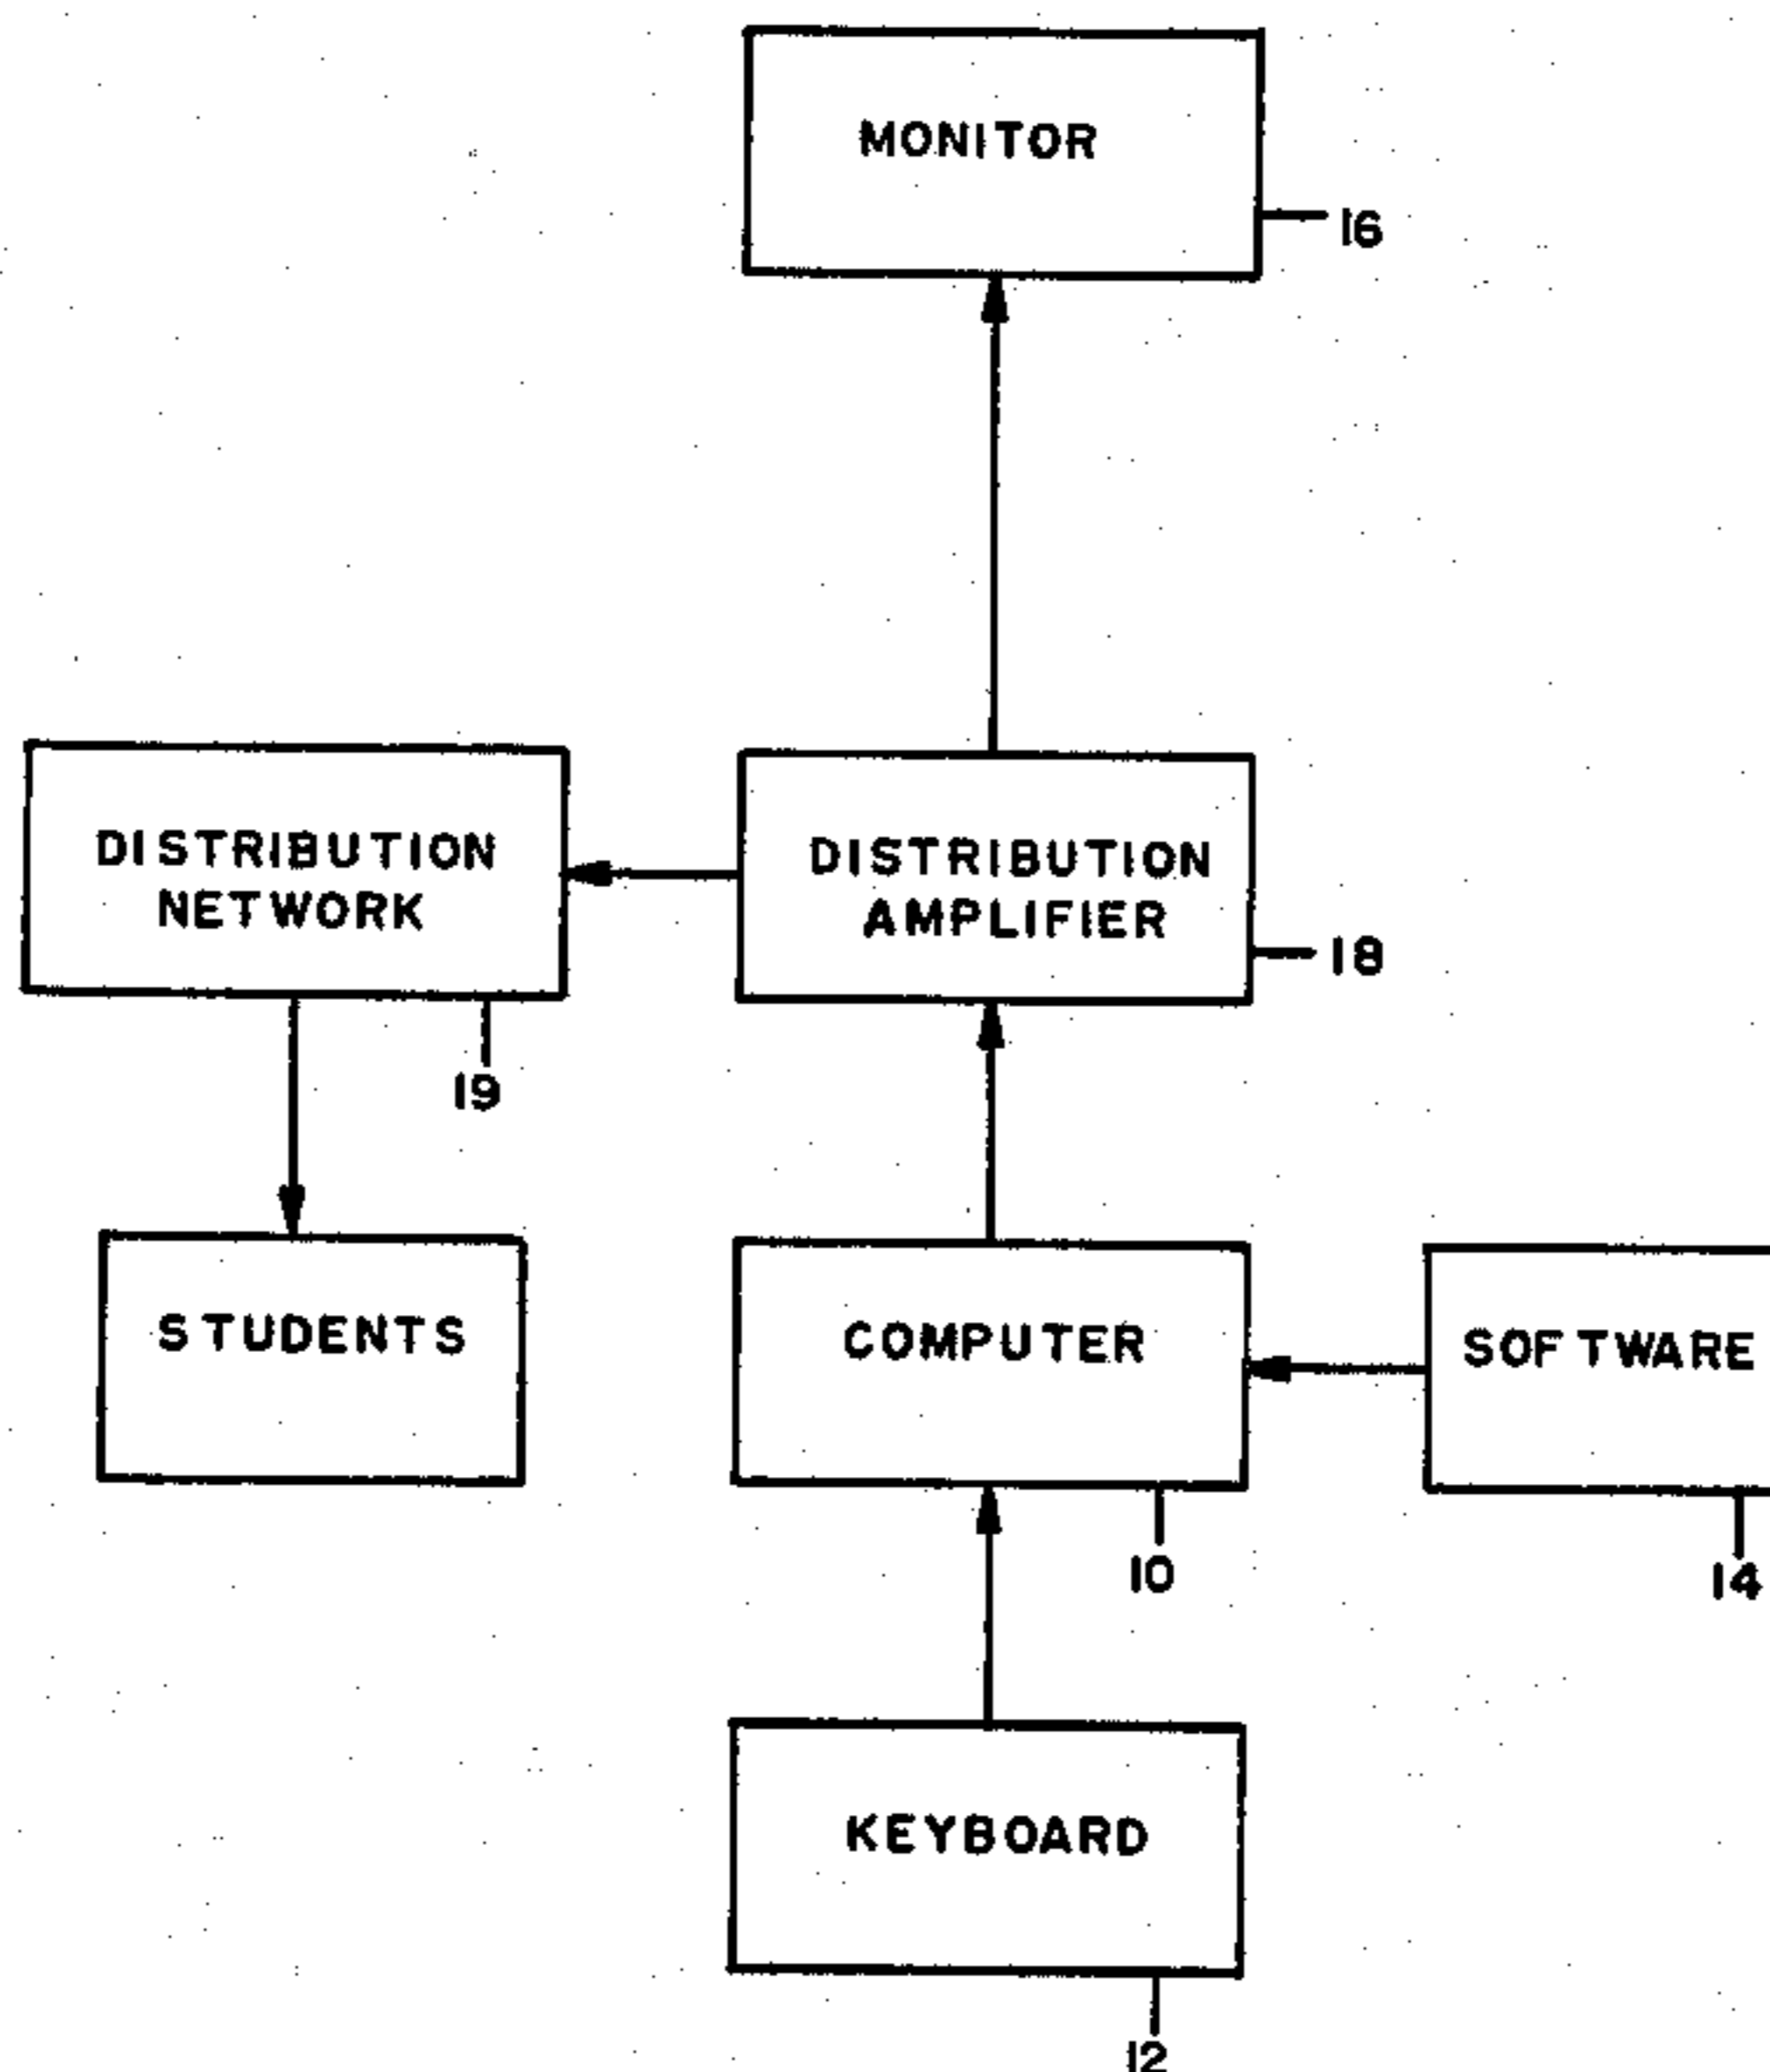 MONITOR
16
DISTRIBUTION
NETWORK
19
DISTRIBUTION
AMPLIFIER
18
STUDENTS
COMPUTER
10
SOFTWARE
14
KEYBOARD
12